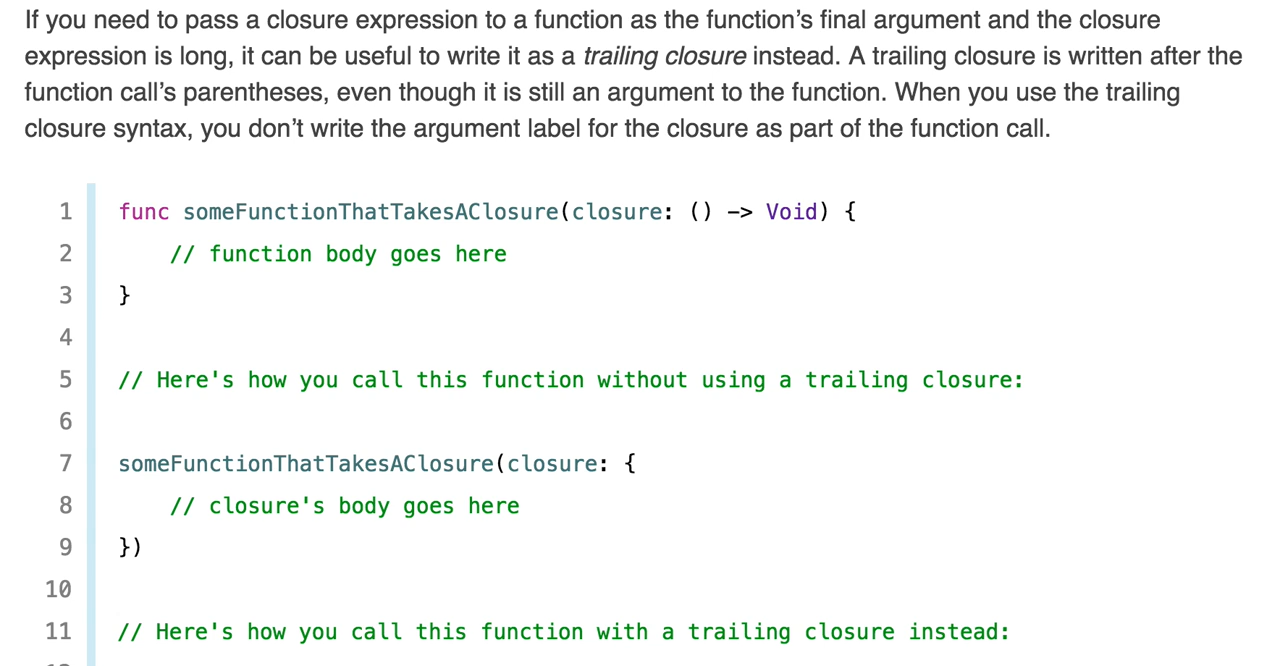 If you need to pass a closure expression to a function as the function’s final argument and the closure
expression is long, it can be useful to write it as a trailing closure instead. A trailing closure is written after the
function call’s parentheses, even though it is still an argument to the function. When you use the trailing
closure syntax, you don’t write the argument label for the closure as part of the function call.
1 func someFunctionThatTakesAClosure(closure: () -> Void) {
2 // function body goes here
3 }
4
5 // Here's how you call this function without using a trailing closure:
6
7 someFunctionThatTakesAClosure(closure: {
8 // closure's body goes here
9 })
10
11 // Here's how you call this function with a trailing closure instead: